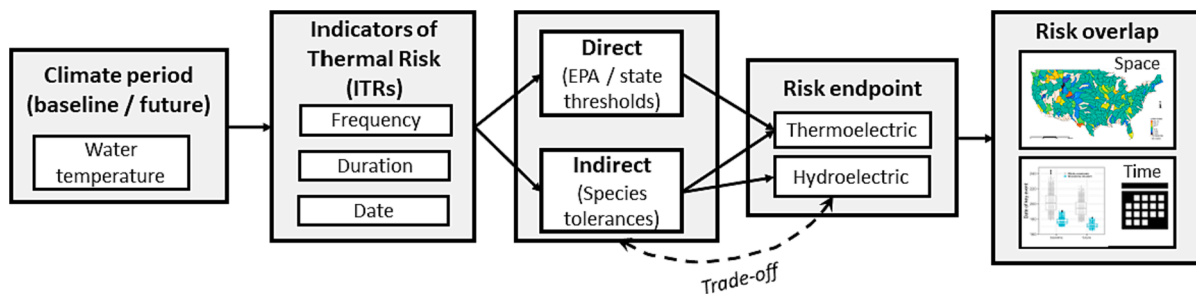 Climate period
(baseline / future)
Water
temperature
Indicators of
Thermal Risk
(ITRs)
Frequency
Duration
Date
Direct
(EPA / state
thresholds)
Indirect
(Species
tolerances)
Trade-off
Risk endpoint
Thermoelectric
Hydroelectric
Risk overlap
Space
Time